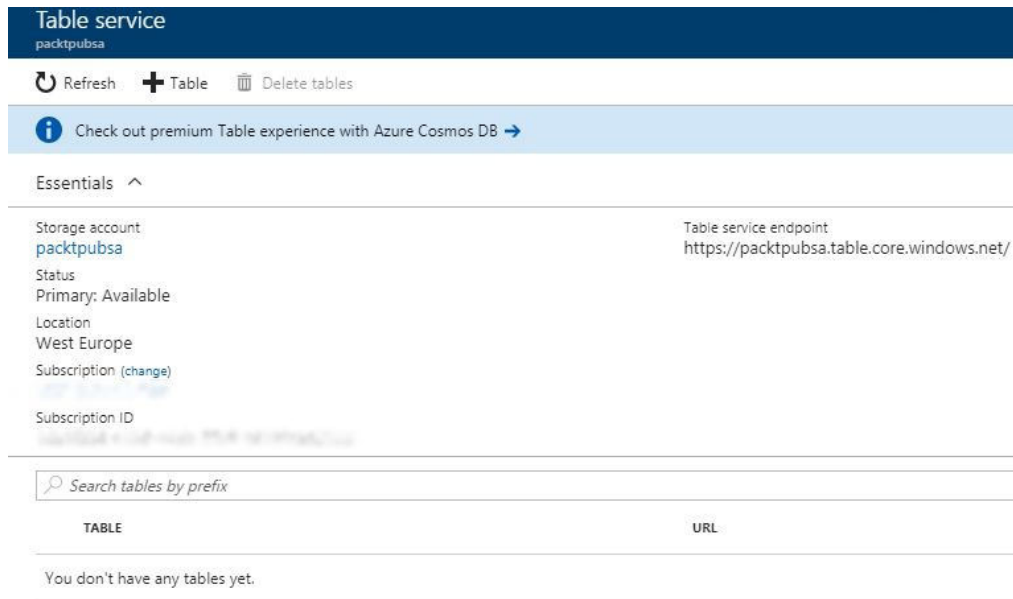 Table service
packtpubsa
Refresh Table Delete tables
Check out premium Table experience with Azure Cosmos DB →
Essentials
Storage account
packtpubsa
Table service endpoint
https://packtpubsa.table.core.windows.net/
Status
Primary: Available
Location
West Europe
Subscription (change)
Subscription ID
Search tables by prefix
TABLE URL
You don't have any tables yet.